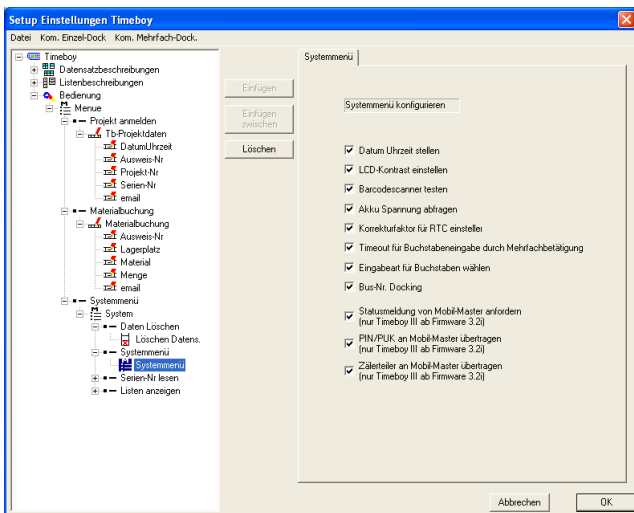 Setup Einstellungen Timeboy
Datei Kom. Einzel-Dock Kom. Mehrfach-Dock.
Timeboy
Datensatzbeschreibungen
Listenbeschreibungen
Bedienung
Menue
Projekt anmelden
Tb-Projektdaten
DatumUhrzeit
Ausweis-Nr
Projekt-Nr
Serien-Nr
email
Materialbuchung
Materialbuchung
Ausweis-Nr
Lagerplatz
Material
Menge
email
Systemmenü
System
Daten Löschen
Löschen Datens.
Systemmenü
Systemmenü
Serien-Nr lesen
Listen anzeigen
Einfügen
Einfügen
zwischen
Löschen
Systemmenü
Systemmenü konfigurieren
Datum Uhrzeit stellen
LCD-Kontrast einstellen
Barcodescanner testen
Akku Spannung abfragen
Korrekturfaktor für RTC einstellen
Timeout für Buchstabeneingabe durch Mehrfachbetätigung
Eingabeart für Buchstaben wählen
Bus-Nr. Docking
Statusmeldung von Mobil-Master anfordern
(nur Timeboy III ab Firmware 3.2i)
PIN/PUK an Mobil-Master übertragen
(nur Timeboy III ab Firmware 3.2i)
Zälerteiler an Mobil-Master übertragen
(nur Timeboy III ab Firmware 3.2i)
Abbrechen
OK